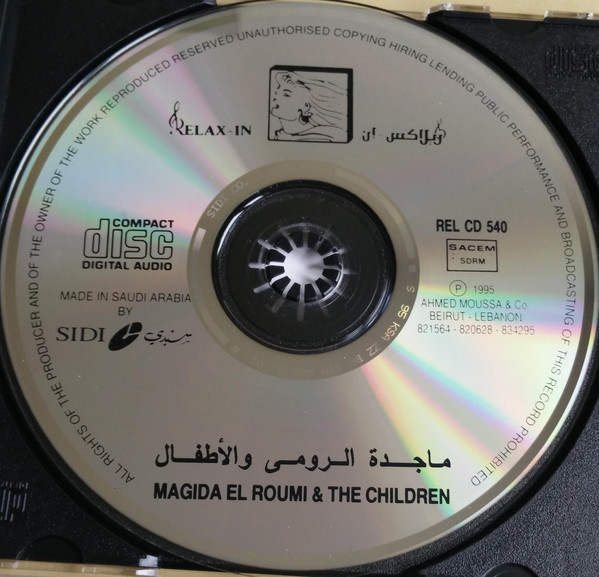 ALL RIGHTS OF THE PRODUCER AND OF THE OWNER OF THE WORK REPRODUCED RESERVED UNAUTHORISED COPYING HIRING LENDING PUBLIC PERFORMANCE AND BROADCASTING OF THIS RECORD PROHIBITED
RELAX-IN
ريلاكس-ان
SIDI CO.
COMPACT
disc
DIGITAL AUDIO
REL CD 540
SACEM
SDRM
MADE IN SAUDI ARABIA
BY
SIDI سيدي
Ⓟ 1995
AHMED MOUSSA & Co.
BEIRUT - LEBANON
821564 - 820628 - 834295
ماجدة الرومى والأطفال
MAGIDA EL ROUMI & THE CHILDREN